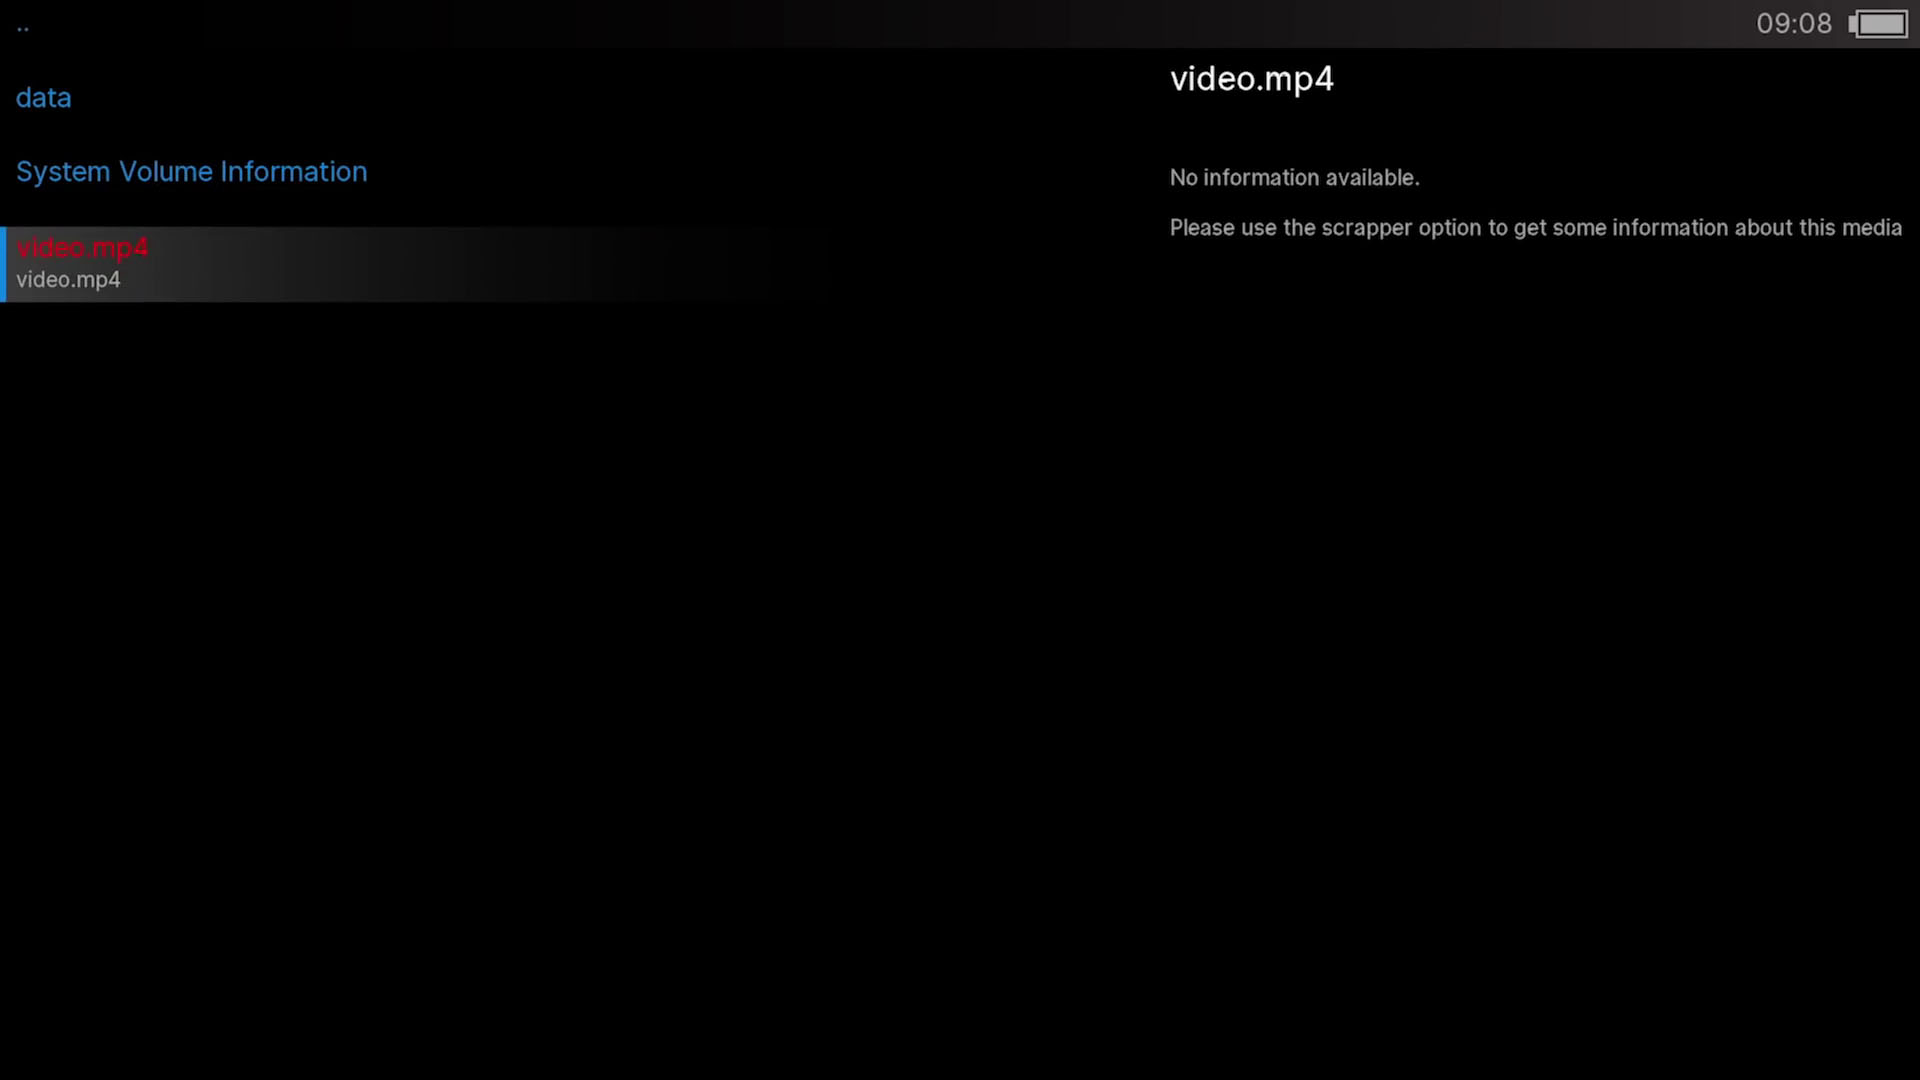 ..
09:08
data
System Volume Information
video.mp4
video.mp4
video.mp4
No information available.
Please use the scrapper option to get some information about this media